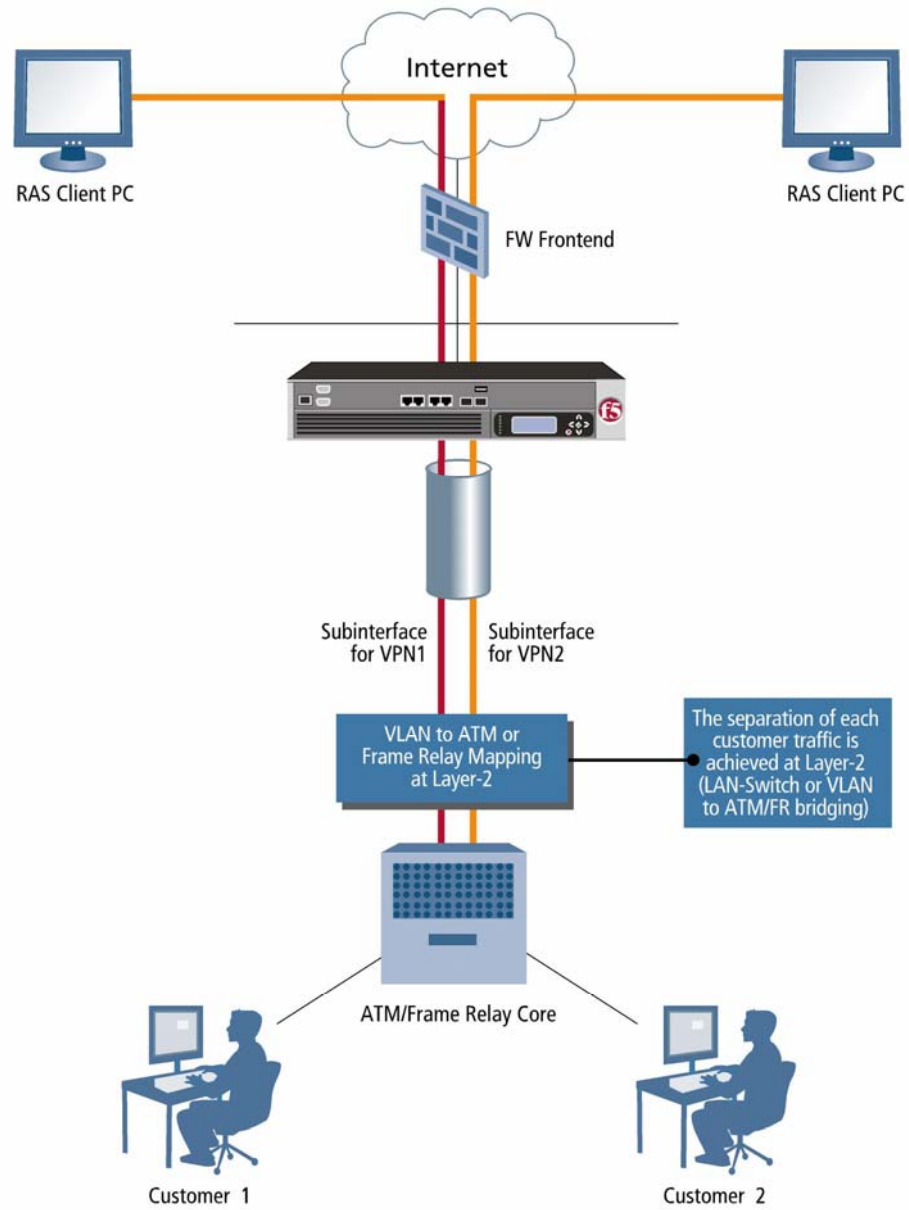 Internet
RAS Client PC
RAS Client PC
FW Frontend
f5
Subinterface
for VPN1
Subinterface
for VPN2
VLAN to ATM or
Frame Relay Mapping
at Layer-2
The separation of each
customer traffic is
achieved at Layer-2
(LAN-Switch or VLAN
to ATM/FR bridging)
ATM/Frame Relay Core
Customer 1
Customer 2